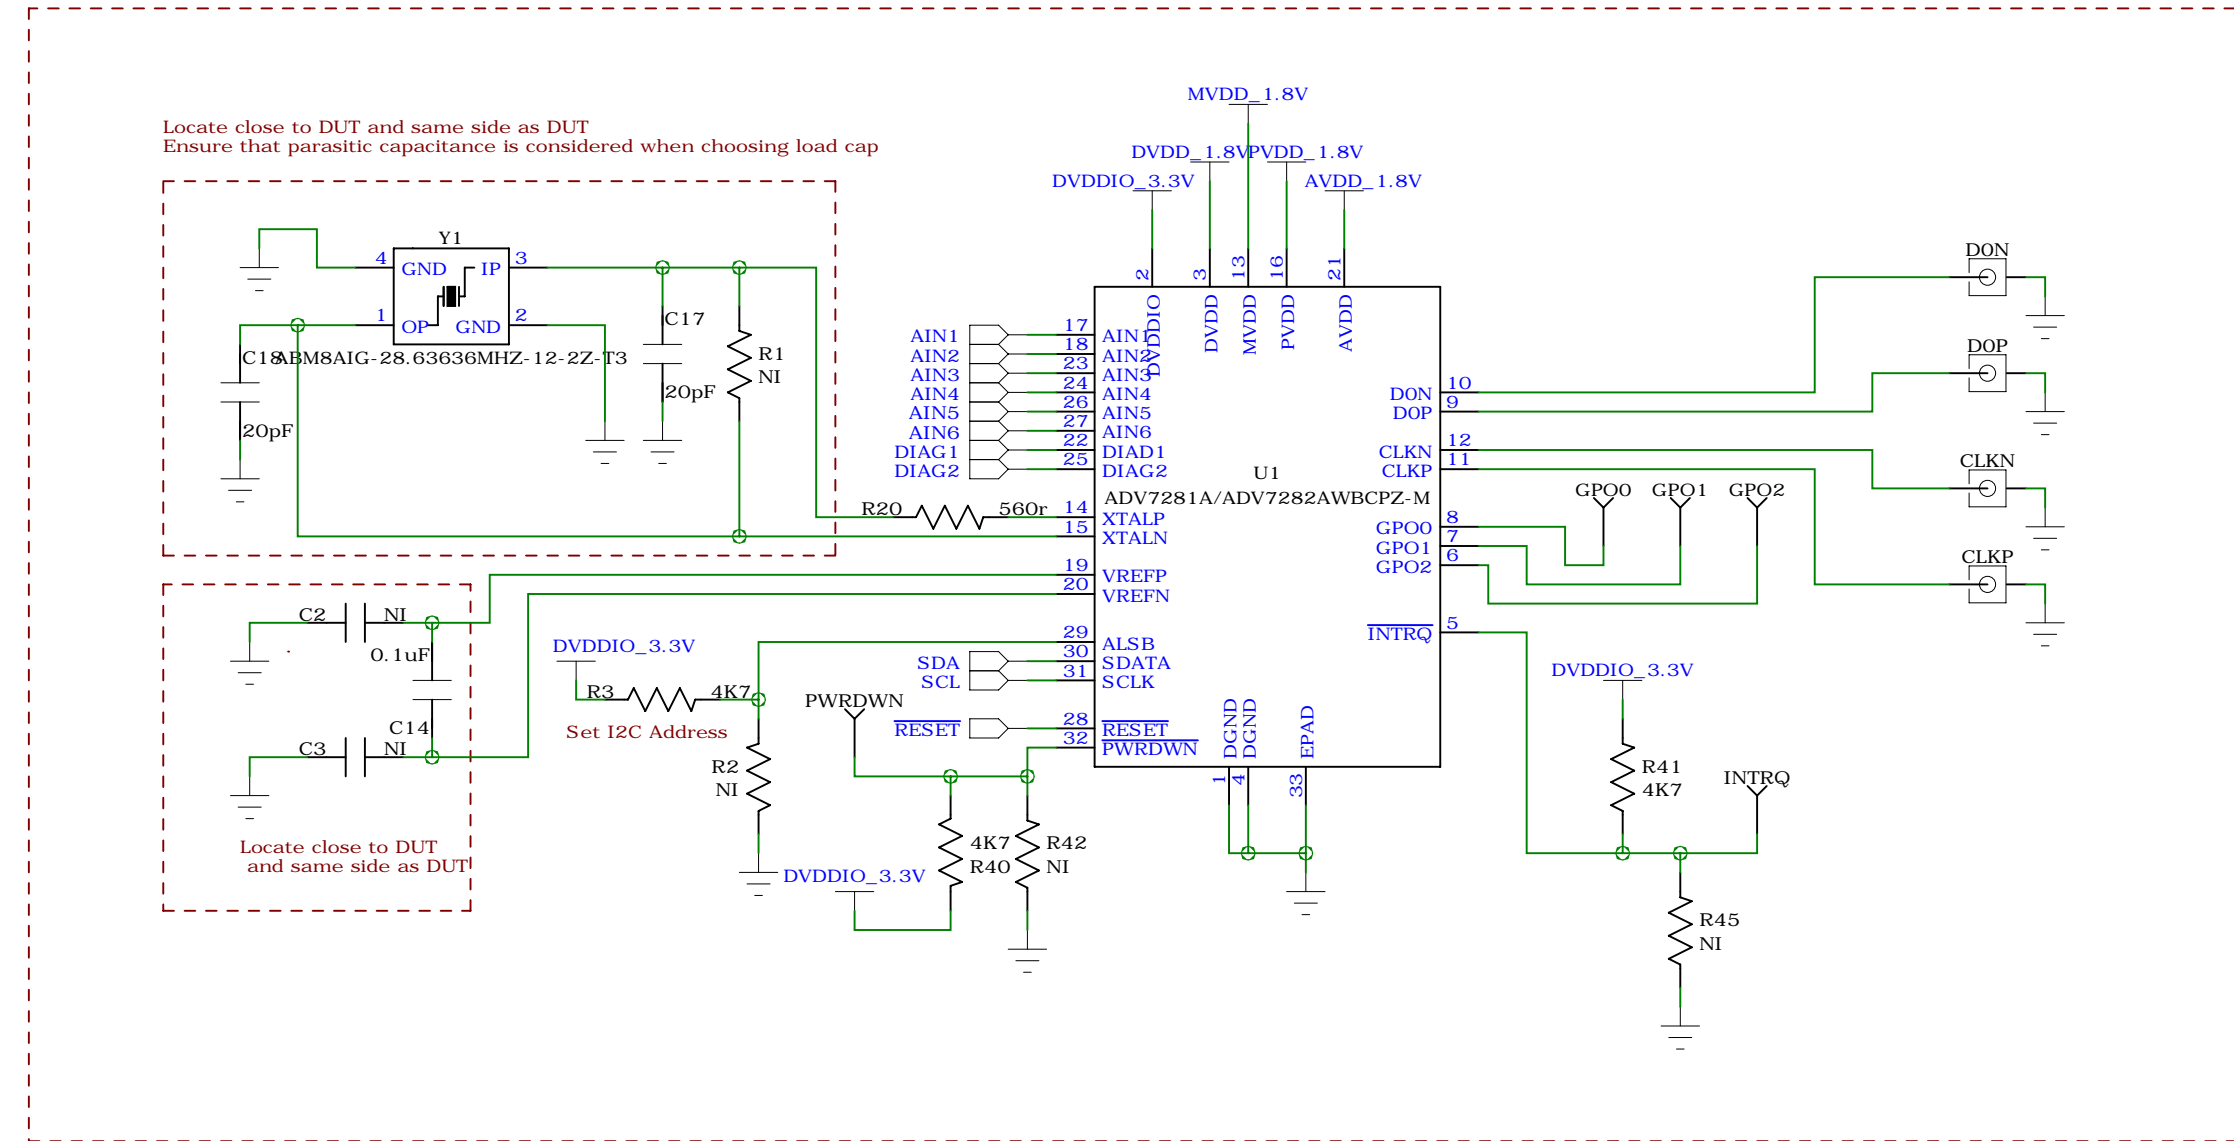 MVDD_1.8V
Locate close to DUT and same side as DUT
Ensure that parasitic capacitance is considered when choosing load cap
DVDD_1.8V
PVDD_1.8V
DVDDIO_3.3V
AVDD_1.8V
Y1
4
GND
IP
3
1
OP
GND
2
C18
ABM8AIG-28.63636MHZ-12-2Z-T3
20pF
C17
20pF
R1
NI
2
3
13
16
21
DVDDIO
DVDD
MVDD
PVDD
AVDD
AIN1
17
AIN1
AIN2
18
AIN2
AIN3
23
AIN3
AIN4
24
AIN4
AIN5
26
AIN5
AIN6
27
AIN6
DIAG1
22
DIAD1
DIAG2
25
DIAG2
U1
ADV7281A/ADV7282AWBCPZ-M
R20
560r
14
XTALP
15
XTALN
19
VREFP
20
VREFN
29
ALSB
SDA
30
SDATA
SCL
31
SCLK
RESET
28
RESET
32
PWRDWN
DON
10
DOP
9
CLKN
12
CLKP
11
GPO0
8
GPO1
7
GPO2
6
INTRQ
5
DGND
DGND
EPAD
1
4
33
DON
DOP
CLKN
CLKP
GPO0
GPO1
GPO2
C2
NI
0.1uF
C14
C3
NI
Locate close to DUT
and same side as DUT
DVDDIO_3.3V
R3
4K7
Set I2C Address
R2
NI
PWRDWN
4K7
R40
R42
NI
DVDDIO_3.3V
DVDDIO_3.3V
R41
4K7
INTRQ
R45
NI